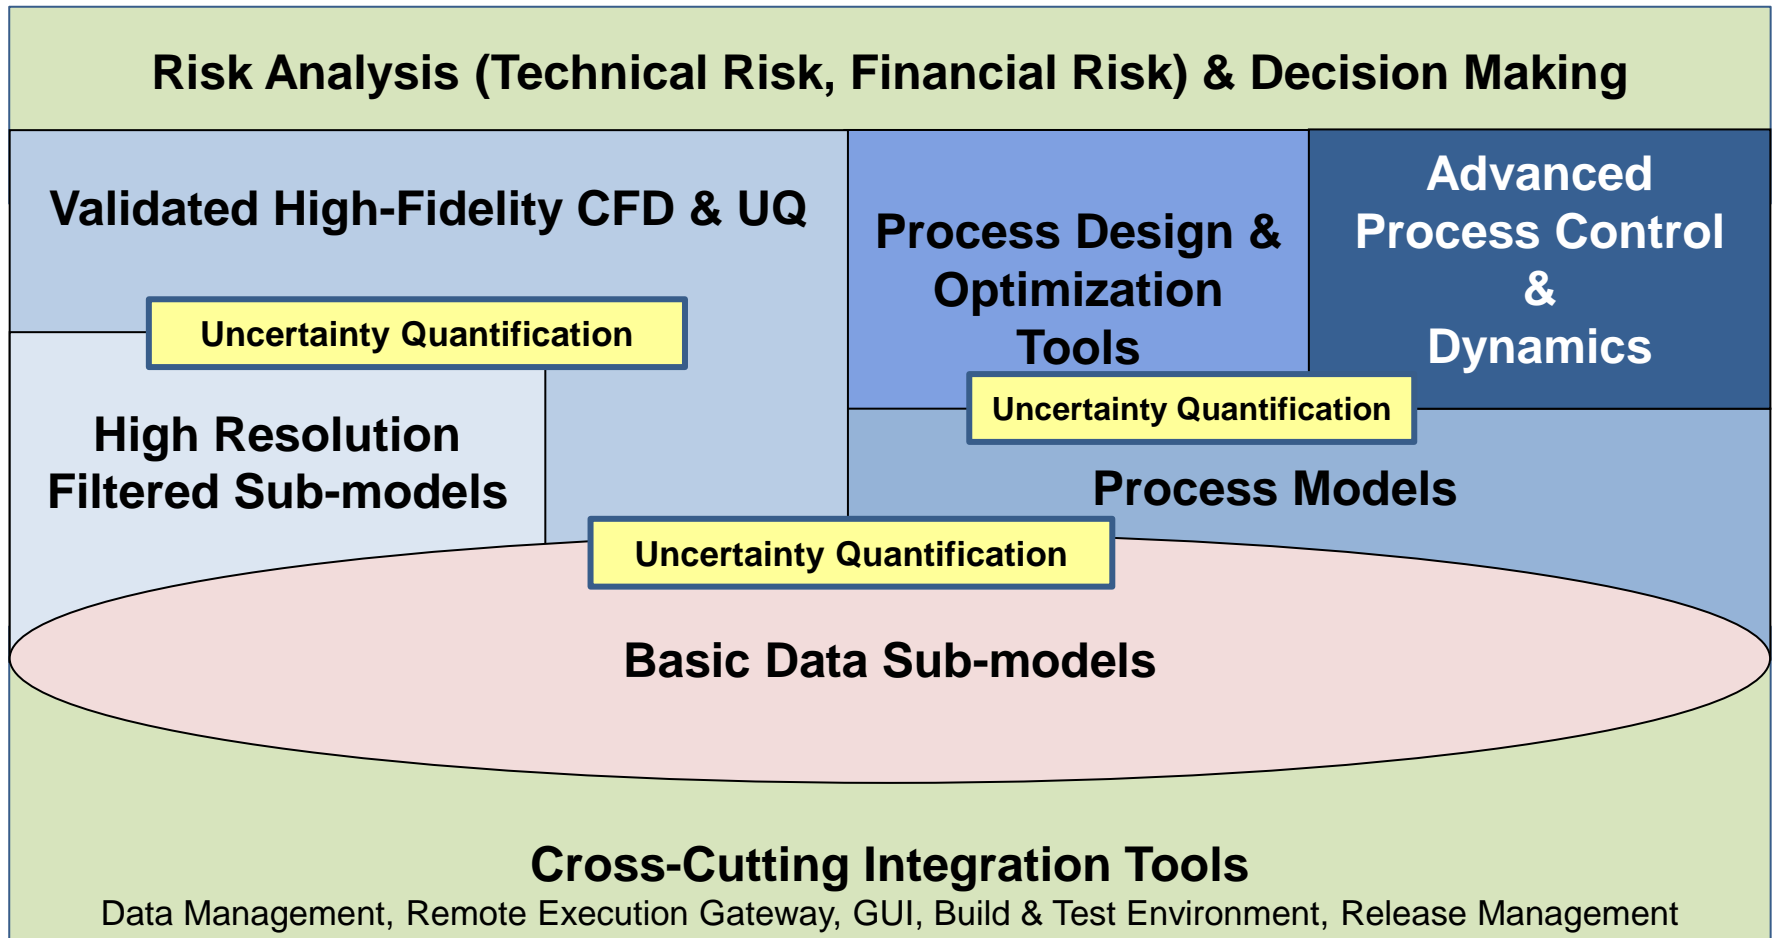 Risk Analysis (Technical Risk, Financial Risk) & Decision Making
Validated High-Fidelity CFD & UQ
Process Design &
Optimization
Tools
Advanced
Process Control
&
Dynamics
Uncertainty Quantification
Uncertainty Quantification
High Resolution
Filtered Sub-models
Process Models
Uncertainty Quantification
Basic Data Sub-models
Cross-Cutting Integration Tools
Data Management, Remote Execution Gateway, GUI, Build & Test Environment, Release Management